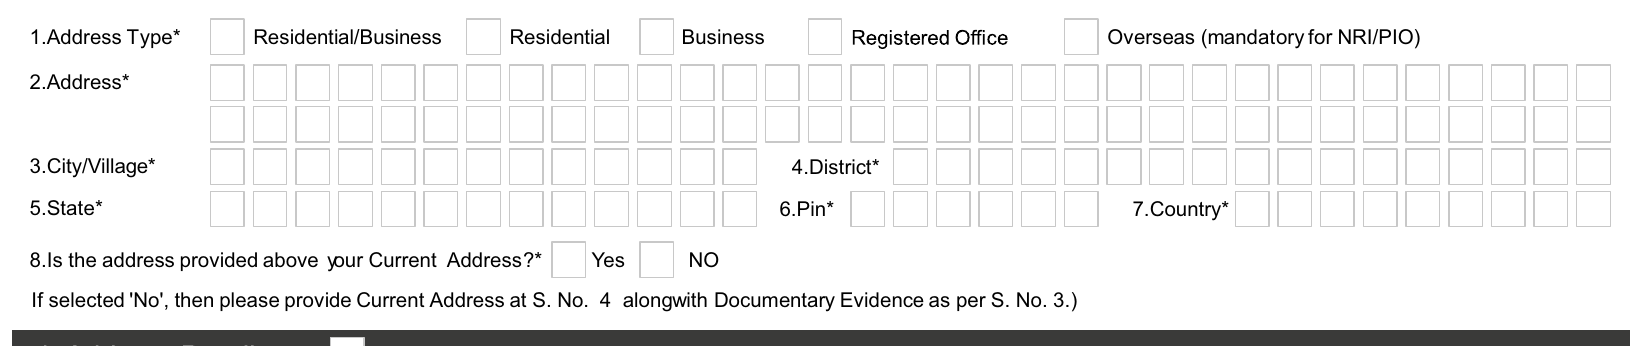 1.Address Type* Residential/Business Residential Business Registered Office Overseas (mandatory for NRI/PIO)
2.Address*
3.City/Village* 4.District*
5.State* 6.Pin* 7.Country*
8.Is the address provided above your Current Address?* Yes NO
If selected 'No', then please provide Current Address at S. No. 4 alongwith Documentary Evidence as per S. No. 3.)